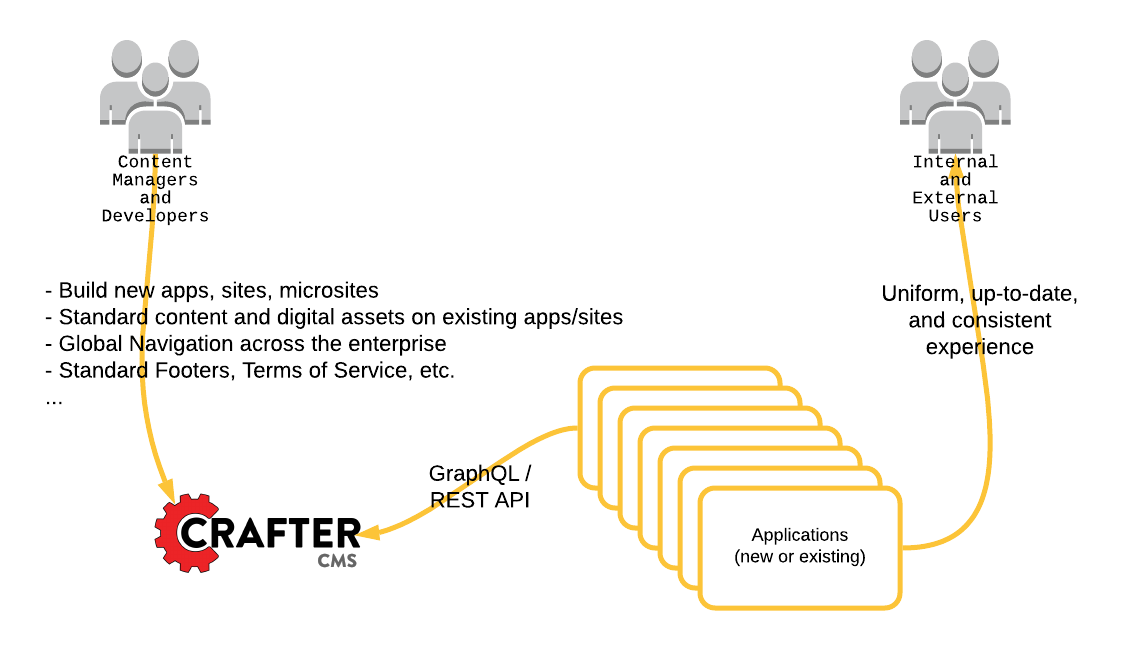 Content
Managers
and
Developers
Internal
and
External
Users
- Build new apps, sites, microsites
- Standard content and digital assets on existing apps/sites
- Global Navigation across the enterprise
- Standard Footers, Terms of Service, etc.
...
Uniform, up-to-date,
and consistent
experience
GraphQL /
REST API
CRAFTER
CMS
Applications
(new or existing)